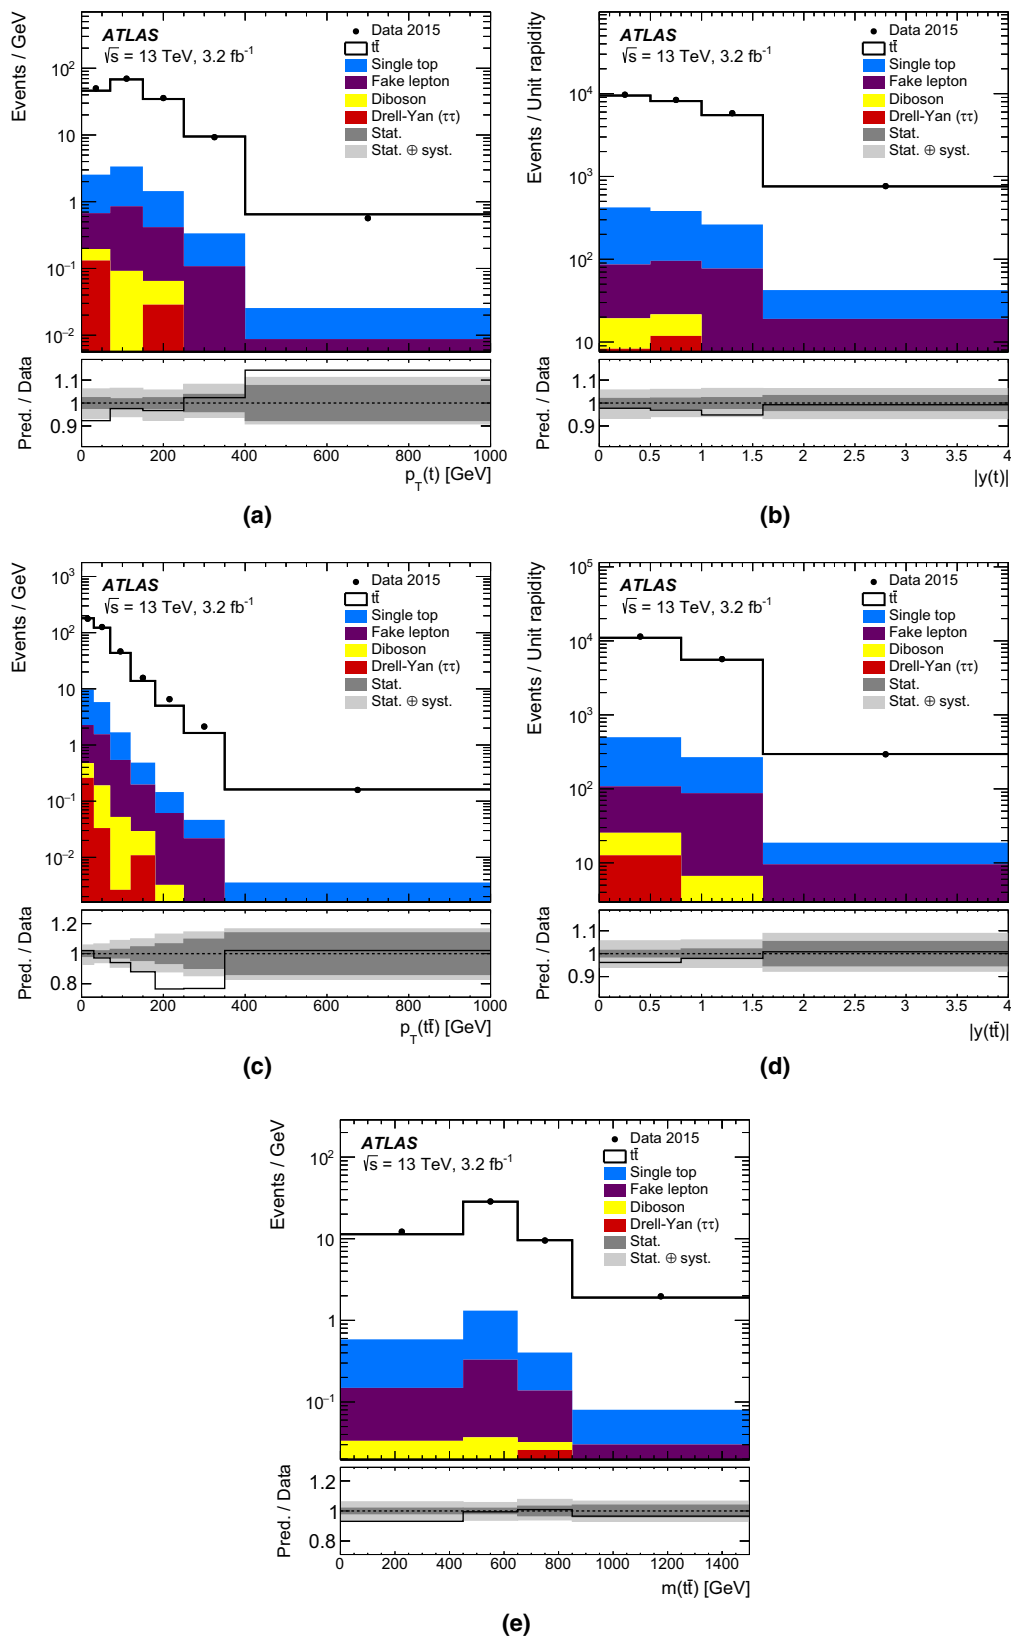 ATLAS
√s = 13 TeV, 3.2 fb⁻¹
Data 2015
tt̄
Single top
Fake lepton
Diboson
Drell-Yan (ττ)
Stat.
Stat. ⊕ syst.
Events / GeV
10²
10
1
10⁻¹
10⁻²
Pred. / Data
1.1
1
0.9
0 200 400 600 800 1000
p_T(t) [GeV]
(a)
ATLAS
√s = 13 TeV, 3.2 fb⁻¹
Data 2015
tt̄
Single top
Fake lepton
Diboson
Drell-Yan (ττ)
Stat.
Stat. ⊕ syst.
Events / Unit rapidity
10⁴
10³
10²
10
Pred. / Data
1.1
1
0.9
0 0.5 1 1.5 2 2.5 3 3.5 4
|y(t)|
(b)
ATLAS
√s = 13 TeV, 3.2 fb⁻¹
Data 2015
tt̄
Single top
Fake lepton
Diboson
Drell-Yan (ττ)
Stat.
Stat. ⊕ syst.
Events / GeV
10³
10²
10
1
10⁻¹
10⁻²
Pred. / Data
1.2
1
0.8
0 200 400 600 800 1000
p_T(tt̄) [GeV]
(c)
ATLAS
√s = 13 TeV, 3.2 fb⁻¹
Data 2015
tt̄
Single top
Fake lepton
Diboson
Drell-Yan (ττ)
Stat.
Stat. ⊕ syst.
Events / Unit rapidity
10⁵
10⁴
10³
10²
10
Pred. / Data
1.1
1
0.9
0 0.5 1 1.5 2 2.5 3 3.5 4
|y(tt̄)|
(d)
ATLAS
√s = 13 TeV, 3.2 fb⁻¹
Data 2015
tt̄
Single top
Fake lepton
Diboson
Drell-Yan (ττ)
Stat.
Stat. ⊕ syst.
Events / GeV
10²
10
1
10⁻¹
Pred. / Data
1.2
1
0.8
0 200 400 600 800 1000 1200 1400
m(tt̄) [GeV]
(e)